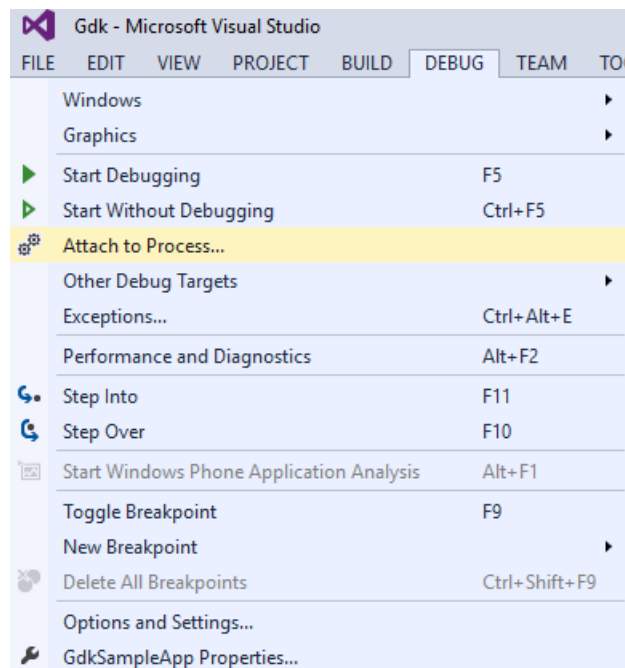 Gdk - Microsoft Visual Studio
FILE EDIT VIEW PROJECT BUILD DEBUG TEAM
Windows
Graphics
Start Debugging F5
Start Without Debugging Ctrl+F5
Attach to Process...
Other Debug Targets
Exceptions... Ctrl+Alt+E
Performance and Diagnostics Alt+F2
Step Into F11
Step Over F10
Start Windows Phone Application Analysis Alt+F1
Toggle Breakpoint F9
New Breakpoint
Delete All Breakpoints Ctrl+Shift+F9
Options and Settings...
GdkSampleApp Properties...